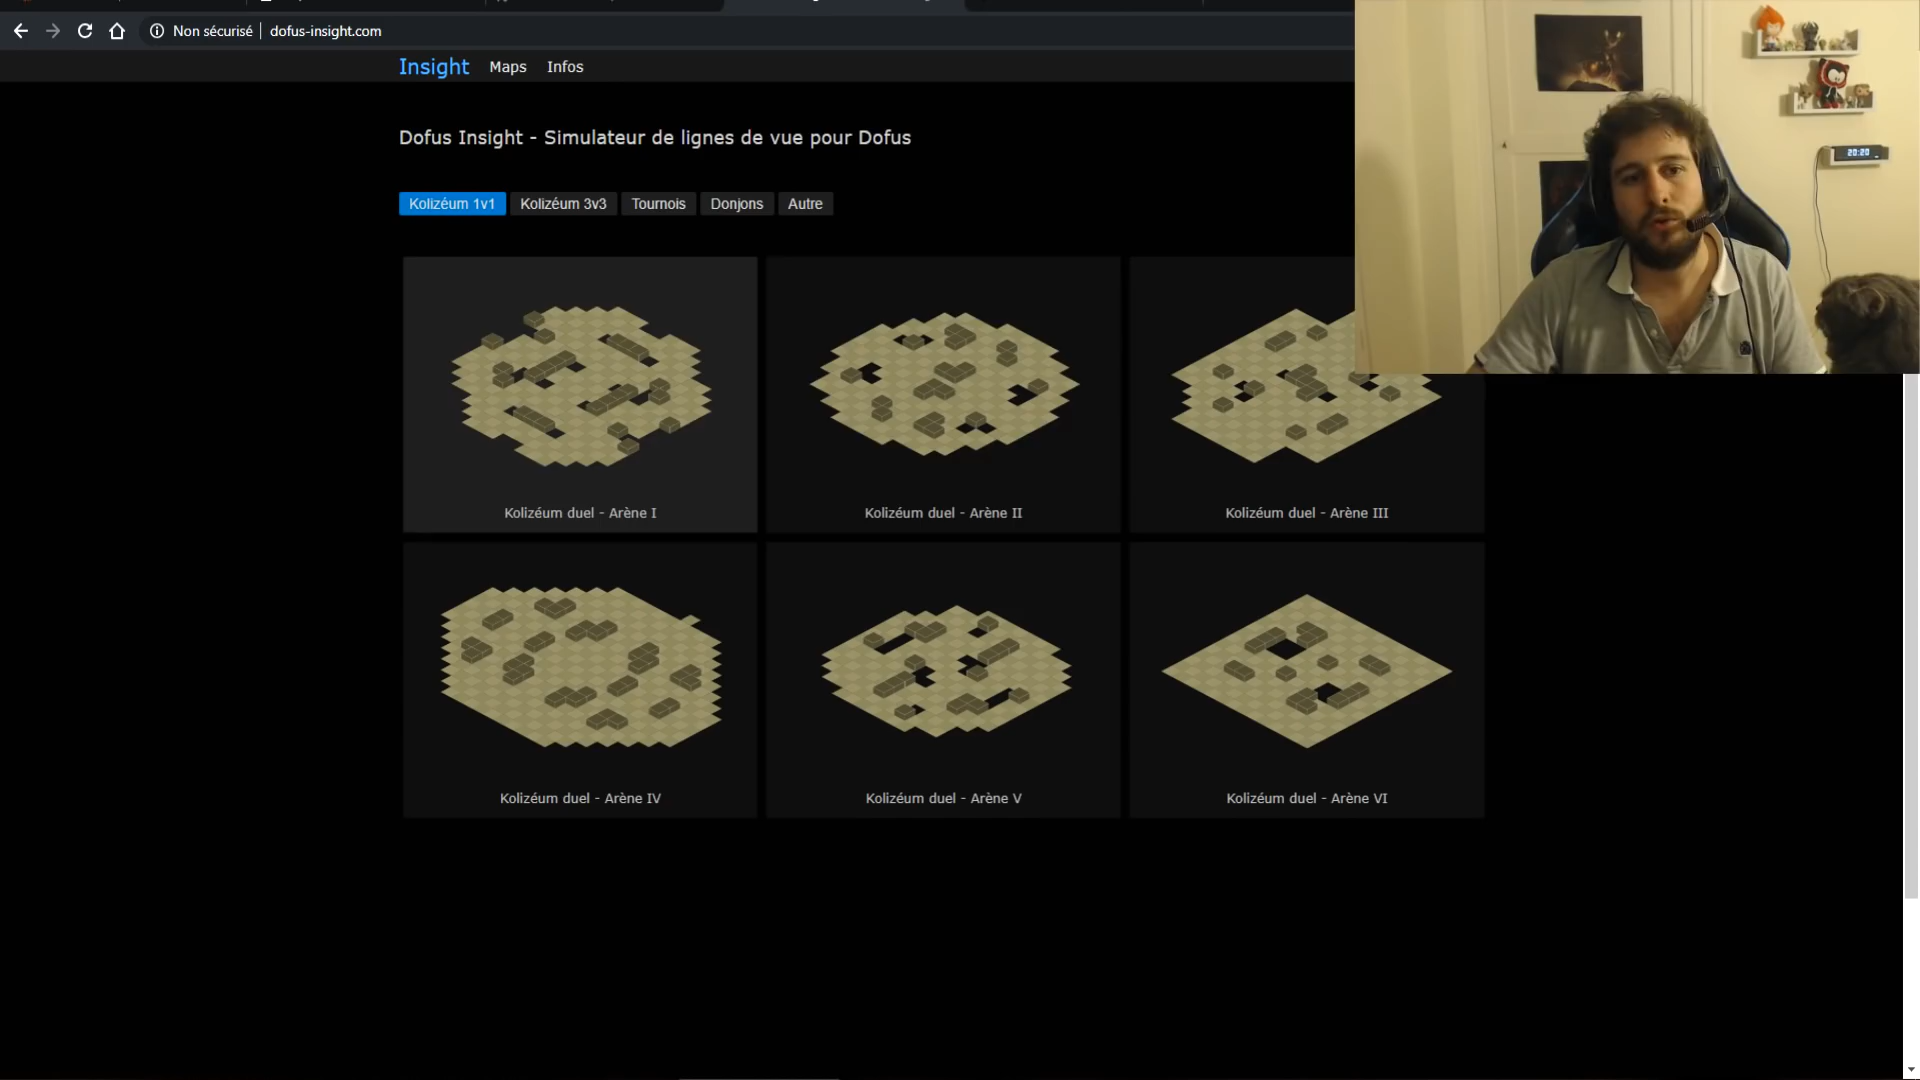 Non sécurisé
dofus-insight.com
Insight
Maps
Infos
Dofus Insight - Simulateur de lignes de vue pour Dofus
Kolizéum 1v1
Kolizéum 3v3
Tournois
Donjons
Autre
20:20
Kolizéum duel - Arène I
Kolizéum duel - Arène II
Kolizéum duel - Arène III
Kolizéum duel - Arène IV
Kolizéum duel - Arène V
Kolizéum duel - Arène VI